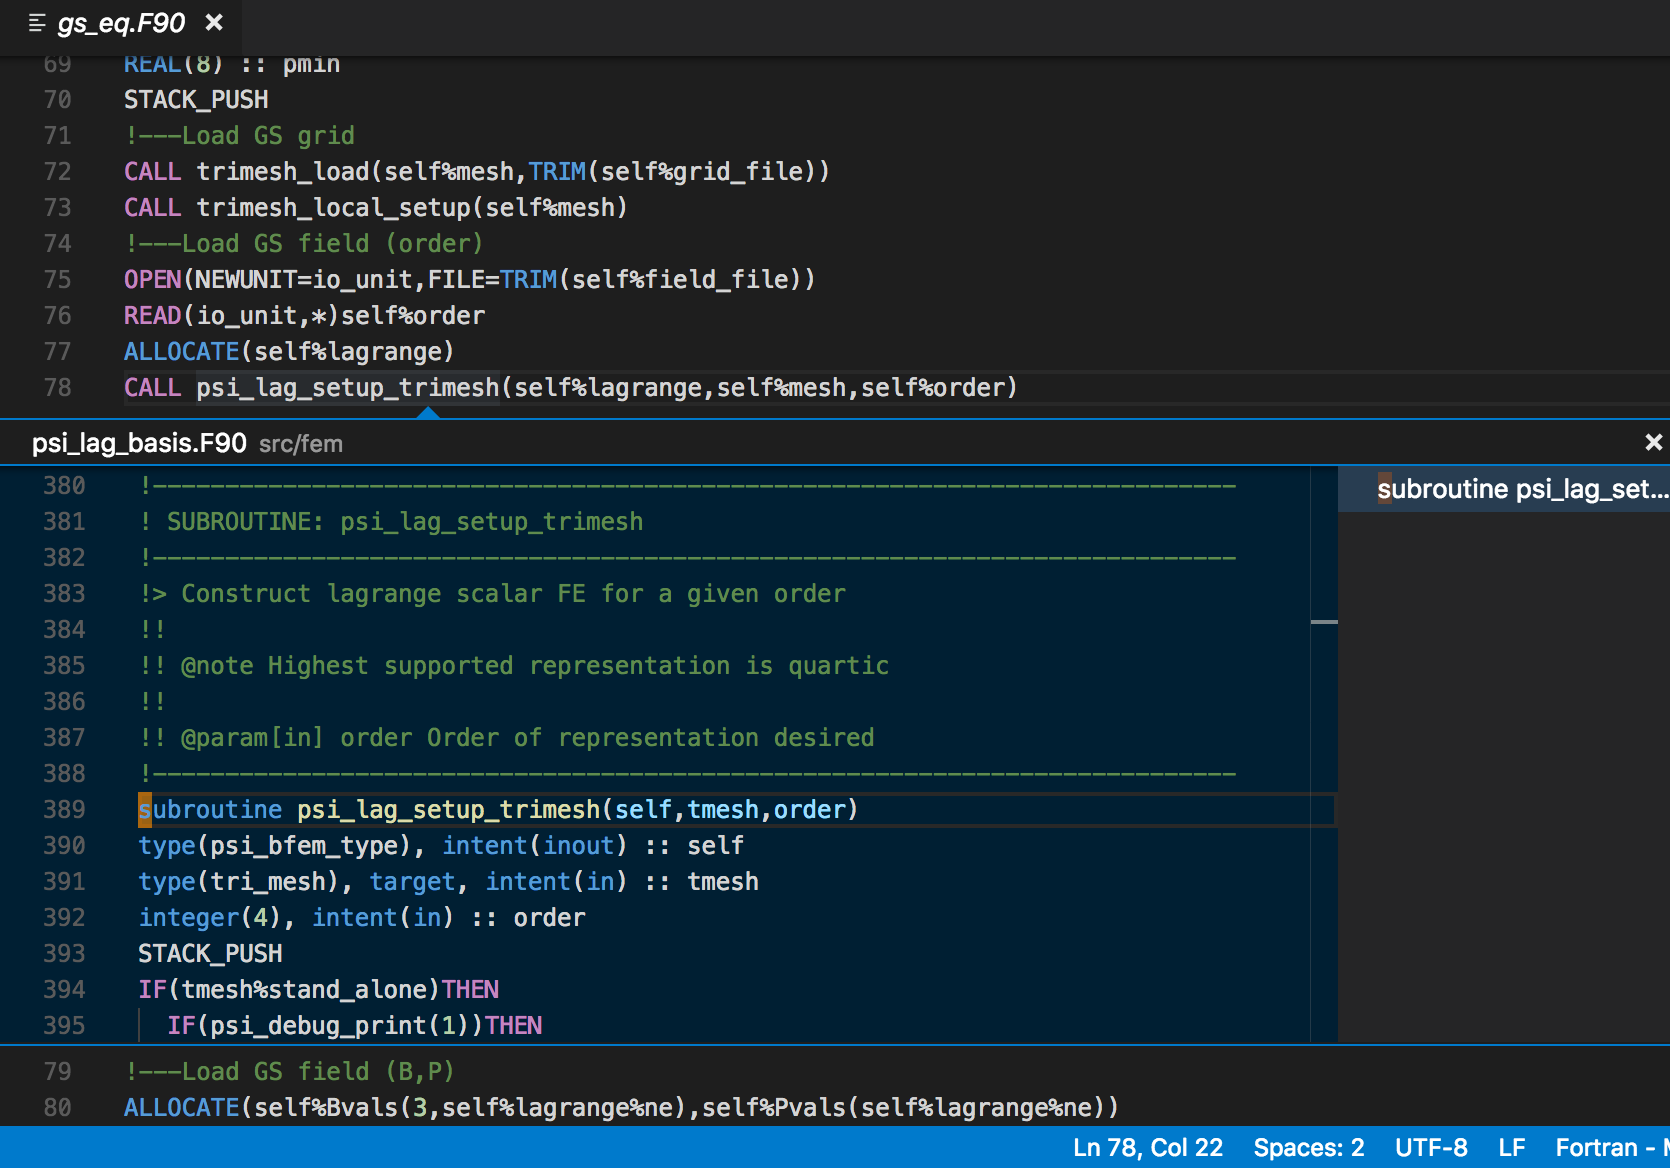 gs_eq.F90 ×
69 REAL(8) :: pmin
70 STACK_PUSH
71 !---Load GS grid
72 CALL trimesh_load(self%mesh,TRIM(self%grid_file))
73 CALL trimesh_local_setup(self%mesh)
74 !---Load GS field (order)
75 OPEN(NEWUNIT=io_unit,FILE=TRIM(self%field_file))
76 READ(io_unit,*)self%order
77 ALLOCATE(self%lagrange)
78 CALL psi_lag_setup_trimesh(self%lagrange,self%mesh,self%order)
psi_lag_basis.F90 src/fem ×
380 !---------------------------------------------------------------------------
381 ! SUBROUTINE: psi_lag_setup_trimesh
382 !---------------------------------------------------------------------------
383 !> Construct lagrange scalar FE for a given order
384 !!
385 !! @note Highest supported representation is quartic
386 !!
387 !! @param[in] order Order of representation desired
388 !---------------------------------------------------------------------------
389 subroutine psi_lag_setup_trimesh(self,tmesh,order)
390 type(psi_bfem_type), intent(inout) :: self
391 type(tri_mesh), target, intent(in) :: tmesh
392 integer(4), intent(in) :: order
393 STACK_PUSH
394 IF(tmesh%stand_alone)THEN
395 IF(psi_debug_print(1))THEN
subroutine psi_lag_set...
79 !---Load GS field (B,P)
80 ALLOCATE(self%Bvals(3,self%lagrange%ne),self%Pvals(self%lagrange%ne))
Ln 78, Col 22 Spaces: 2 UTF-8 LF Fortran -